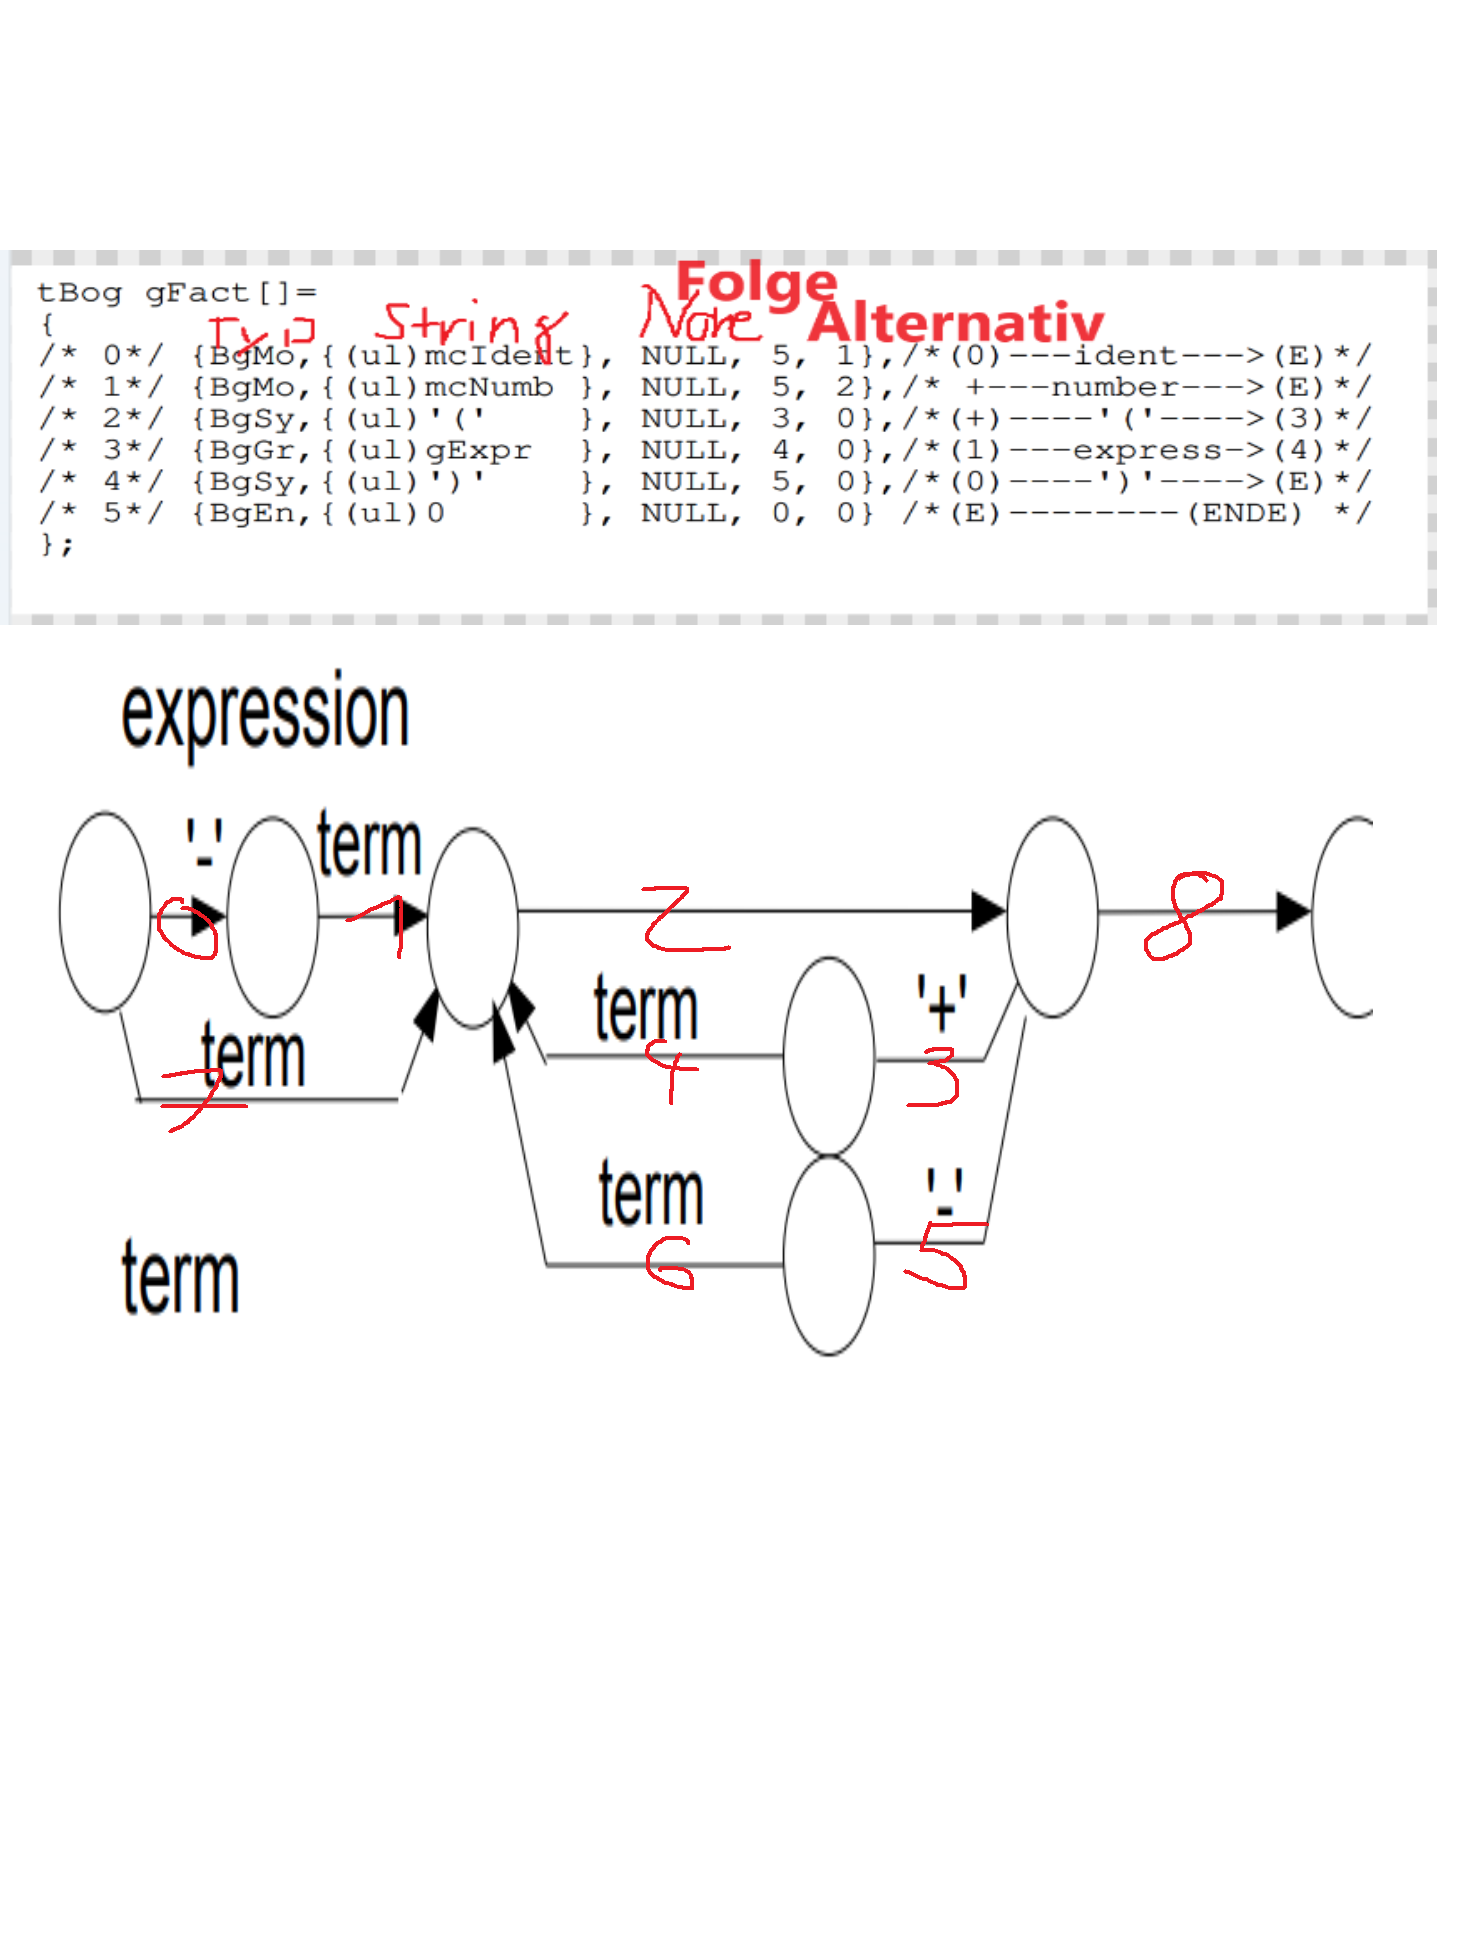 Folge
tBog gFact[]=
Alternativ
{
Typ String None
/* 0*/ {BgMo,{(ul)mcIdent}, NULL, 5, 1},/*(0)---ident--->(E)*/
/* 1*/ {BgMo,{(ul)mcNumb }, NULL, 5, 2},/* +---number--->(E)*/
/* 2*/ {BgSy,{(ul)'(' }, NULL, 3, 0},/*(+)----'('---->(3)*/
/* 3*/ {BgGr,{(ul)gExpr }, NULL, 4, 0},/*(1)---express->(4)*/
/* 4*/ {BgSy,{(ul)')' }, NULL, 5, 0},/*(0)----')'---->(E)*/
/* 5*/ {BgEn,{(ul)0 }, NULL, 0, 0} /*(E)--------(ENDE) */
};
expression
'-' term
0 1 2 8
term '+'
4 3
term
7
term '-'
6 5
term